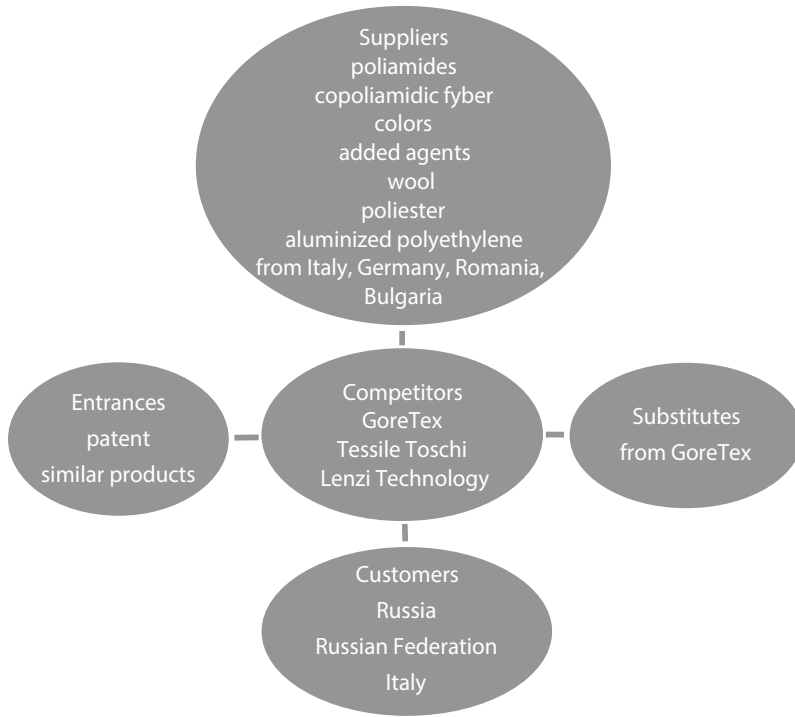 Suppliers
poliamides
copoliamidic fyber
colors
added agents
wool
poliester
aluminized polyethylene
from Italy, Germany, Romania,
Bulgaria
Entrances
patent
similar products
Competitors
GoreTex
Tessile Toschi
Lenzi Technology
Substitutes
from GoreTex
Customers
Russia
Russian Federation
Italy